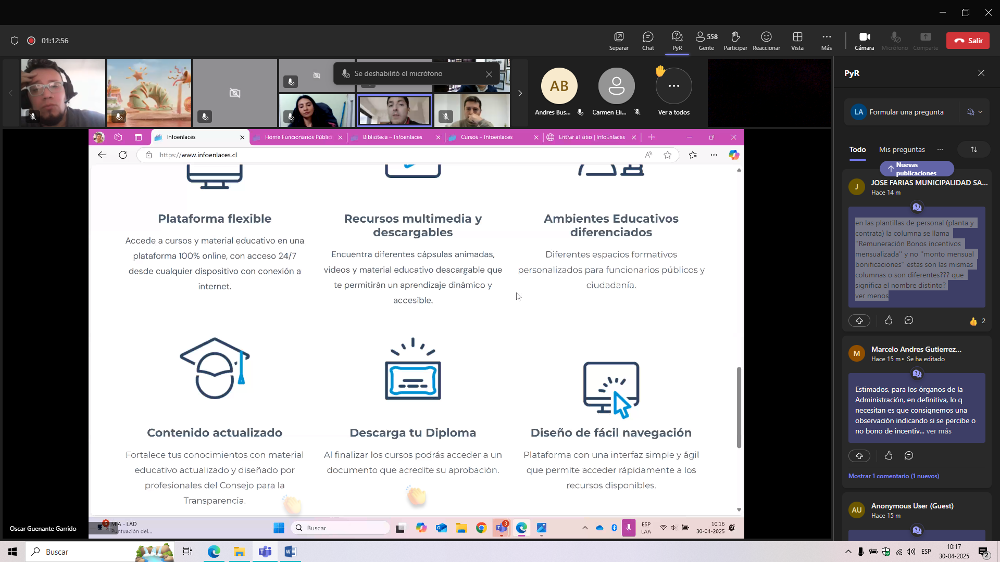 01:12:56
Separar
Chat
PyR
558
Gente
Participar
Reaccionar
Vista
Más
Cámara
Micrófono
Comparte
Salir
Se deshabilitó el micrófono
AB
Andres Bus...
Carmen Eli...
Ver a todos
Infoenlaces
Home Funcionarios Públic
Biblioteca – Infoenlaces
Cursos – Infoenlaces
Entrar al sitio | InfoEnlaces
https://www.infoenlaces.cl
Plataforma flexible
Accede a cursos y material educativo en una
plataforma 100% online, con acceso 24/7
desde cualquier dispositivo con conexión a
internet.
Recursos multimedia y
descargables
Encuentra diferentes cápsulas animadas,
videos y material educativo descargable que
te permitirán un aprendizaje dinámico y
accesible.
Ambientes Educativos
diferenciados
Diferentes espacios formativos
personalizados para funcionarios públicos y
ciudadanía.
Contenido actualizado
Fortalece tus conocimientos con material
educativo actualizado y diseñado por
profesionales del Consejo para la
Transparencia.
Descarga tu Diploma
Al finalizar los cursos podrás acceder a un
documento que acredite su aprobación.
Diseño de fácil navegación
Plataforma con una interfaz simple y ágil
que permite acceder rápidamente a los
recursos disponibles.
Oscar Guenante Garrido
5
MIA - LAD
Puntuación del...
Buscar
3
ESP
LAA
10:16
30-04-2025
PyR
LA
Formular una pregunta
Todo
Mis preguntas
Nuevas
publicaciones
J
JOSE FARIAS MUNICIPALIDAD SA...
Hace 14 m
en las plantillas de personal (planta y
contrata) la columna se llama
"Remuneración Bonos incentivos
mensualizada" y no "monto mensual
bonificaciones" estas son las mismas
columnas o son diferentes??? que
significa el nombre distinto?
ver menos
2
M
Marcelo Andres Gutierrez...
Hace 15 m • Se ha editado
Estimados, para los órganos de la
Administración, en definitiva, lo q
necesitan es que consignemos una
observación indicando si se percibe o
no bono de incentiv... ver más
Mostrar 1 comentario (1 nuevos)
AU
Anonymous User (Guest)
Hace 15 m
Buscar
ESP
10:17
30-04-2025
2